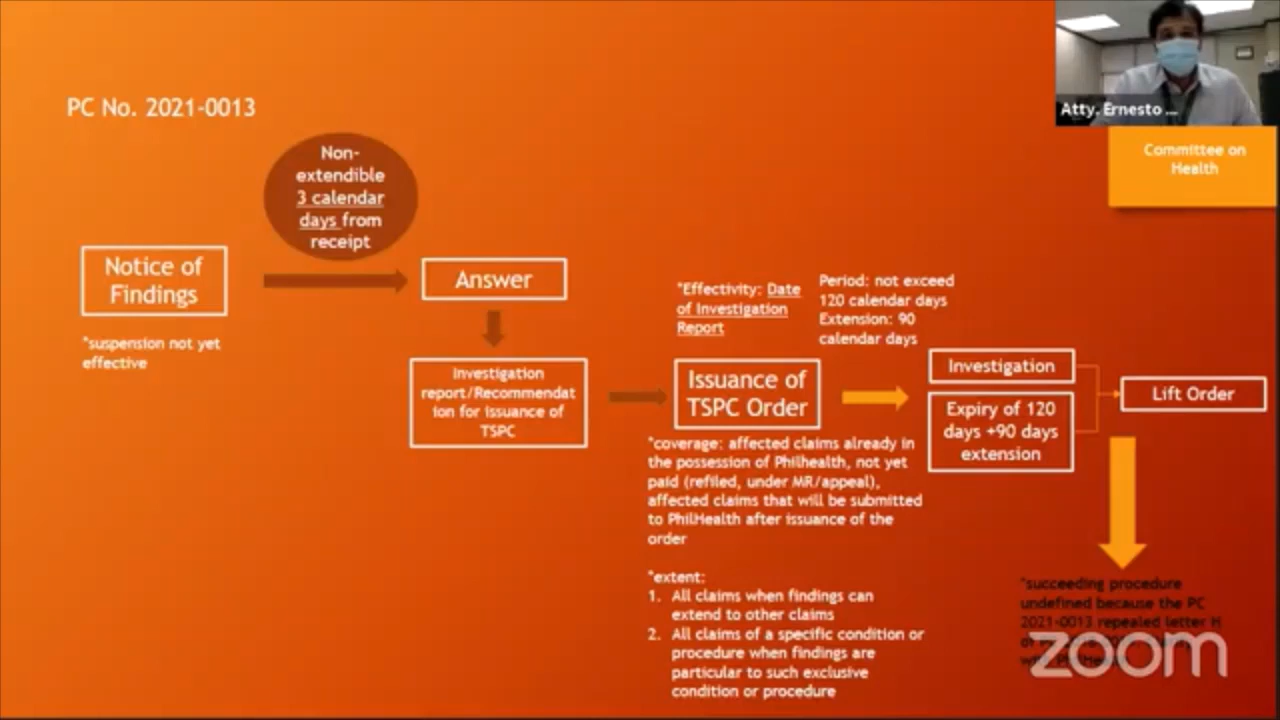 PC No. 2021-0013
Atty. Ernesto ...
Committee on
Health
Non-
extendible
3 calendar
days from
receipt
Notice of
Findings
*suspension not yet
effective
Answer
Investigation
report/Recommendat
ion for issuance of
TSPC
*Effectivity: Date
of Investigation
Report
Period: not exceed
120 calendar days
Extension: 90
calendar days
Issuance of
TSPC Order
*coverage: affected claims already in
the possession of Philhealth, not yet
paid (refiled, under MR/appeal),
affected claims that will be submitted
to PhilHealth after issuance of the
order
*extent:
1. All claims when findings can
extend to other claims
2. All claims of a specific condition or
procedure when findings are
particular to such exclusive
condition or procedure
Investigation
Expiry of 120
days +90 days
extension
Lift Order
*succeeding procedure
undefined because the PC
2021-0013 repealed letter H
zoom